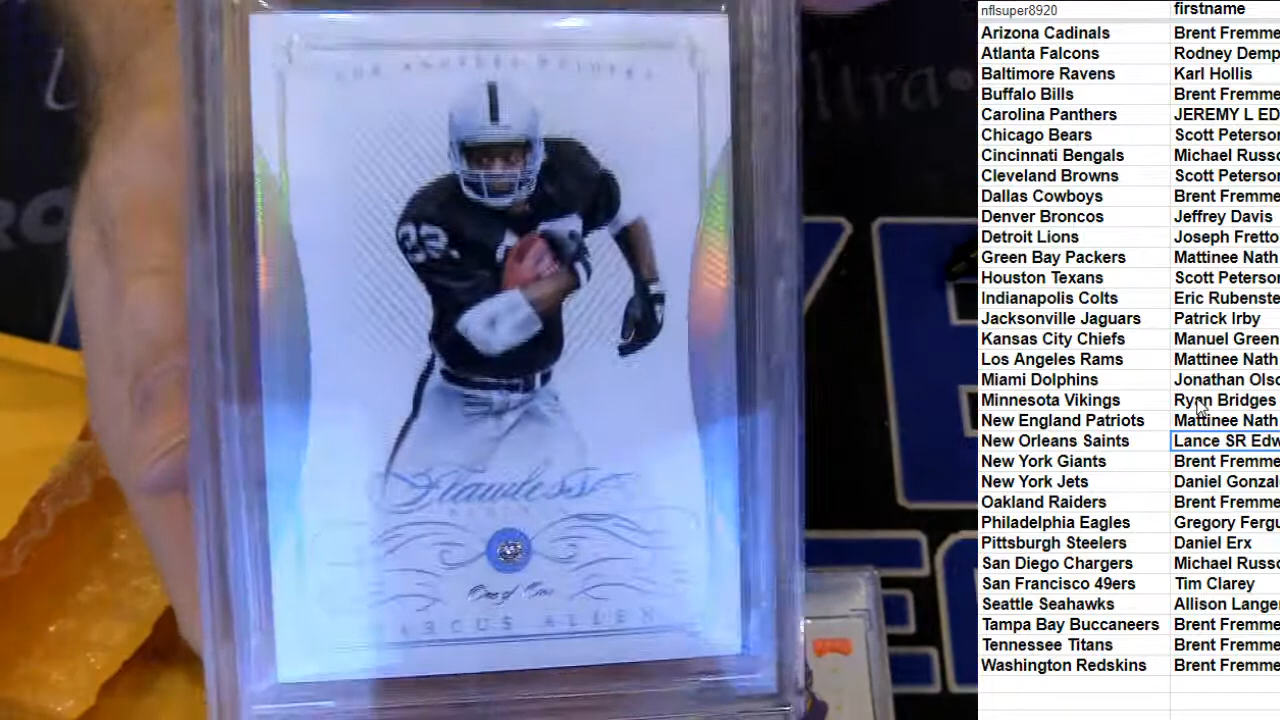 LOS ANGELES RAIDERS
22
Flawless
One of One
MARCUS ALLEN
ltra
nflsuper8920 firstname
Arizona Cadinals Brent Fremme
Atlanta Falcons Rodney Demp
Baltimore Ravens Karl Hollis
Buffalo Bills Brent Fremme
Carolina Panthers JEREMY L ED
Chicago Bears Scott Peterson
Cincinnati Bengals Michael Russo
Cleveland Browns Scott Peterson
Dallas Cowboys Brent Fremme
Denver Broncos Jeffrey Davis
Detroit Lions Joseph Fretto
Green Bay Packers Mattinee Nath
Houston Texans Scott Peterson
Indianapolis Colts Eric Rubenste
Jacksonville Jaguars Patrick Irby
Kansas City Chiefs Manuel Green
Los Angeles Rams Mattinee Nath
Miami Dolphins Jonathan Olso
Minnesota Vikings Ryan Bridges
New England Patriots Mattinee Nath
New Orleans Saints Lance SR Edw
New York Giants Brent Fremme
New York Jets Daniel Gonzal
Oakland Raiders Brent Fremme
Philadelphia Eagles Gregory Fergu
Pittsburgh Steelers Daniel Erx
San Diego Chargers Michael Russo
San Francisco 49ers Tim Clarey
Seattle Seahawks Allison Langer
Tampa Bay Buccaneers Brent Fremme
Tennessee Titans Brent Fremme
Washington Redskins Brent Fremme